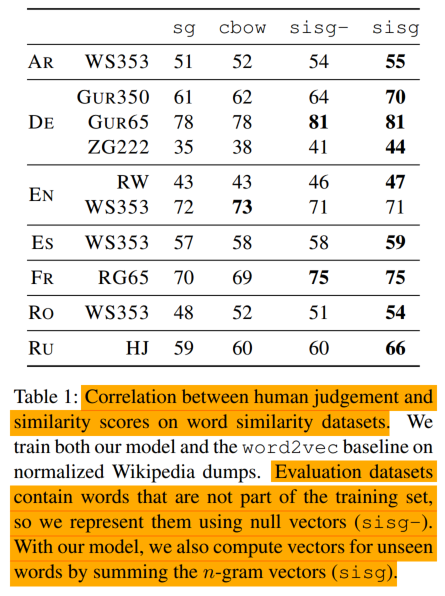 sg cbow sisg- sisg
AR WS353 51 52 54 55
GUR350 61 62 64 70
DE GUR65 78 78 81 81
ZG222 35 38 41 44
EN RW 43 43 46 47
WS353 72 73 71 71
ES WS353 57 58 58 59
FR RG65 70 69 75 75
RO WS353 48 52 51 54
RU HJ 59 60 60 66
Table 1: Correlation between human judgement and
similarity scores on word similarity datasets. We
train both our model and the word2vec baseline on
normalized Wikipedia dumps. Evaluation datasets
contain words that are not part of the training set,
so we represent them using null vectors (sisg-).
With our model, we also compute vectors for unseen
words by summing the n-gram vectors (sisg).